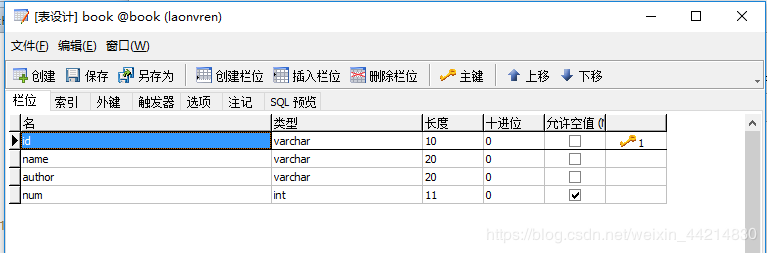 [表设计] book @book (laonvren)
文件(F) 编辑(E) 窗口(W)
创建 保存 另存为 创建栏位 插入栏位 删除栏位 主键 上移 下移
栏位 索引 外键 触发器 选项 注记 SQL 预览
名 类型 长度 十进位 允许空值 (
id varchar 10 0 1
name varchar 20 0
author varchar 20 0
num int 11 0
https://blog.csdn.net/weixin_44214830